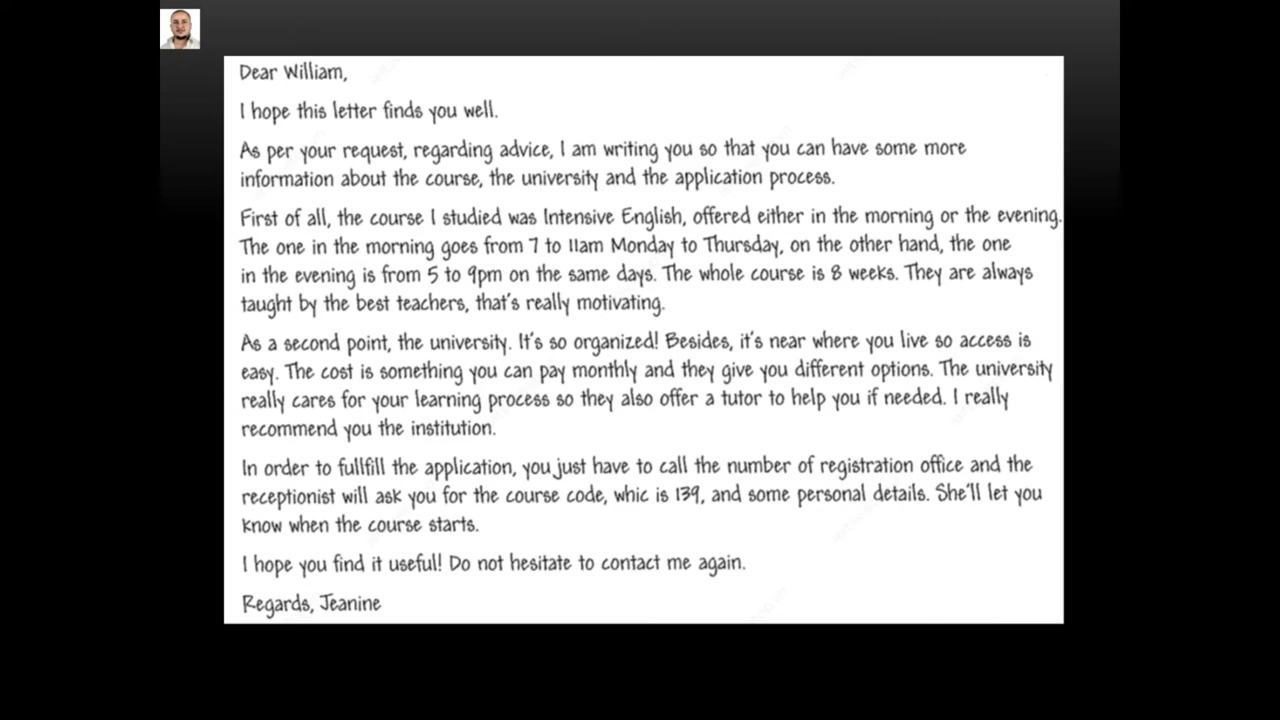 Dear William,
I hope this letter finds you well.
As per your request, regarding advice, I am writing you so that you can have some more
information about the course, the university and the application process.
First of all, the course I studied was Intensive English, offered either in the morning or the evening.
The one in the morning goes from 7 to 11am Monday to Thursday, on the other hand, the one
in the evening is from 5 to 9pm on the same days. The whole course is 8 weeks. They are always
taught by the best teachers, that's really motivating.
As a second point, the university. It's so organized! Besides, it's near where you live so access is
easy. The cost is something you can pay monthly and they give you different options. The university
really cares for your learning process so they also offer a tutor to help you if needed. I really
recommend you the institution.
In order to fullfill the application, you just have to call the number of registration office and the
receptionist will ask you for the course code, whic is 139, and some personal details. She'll let you
know when the course starts.
I hope you find it useful! Do not hesitate to contact me again.
Regards, Jeanine